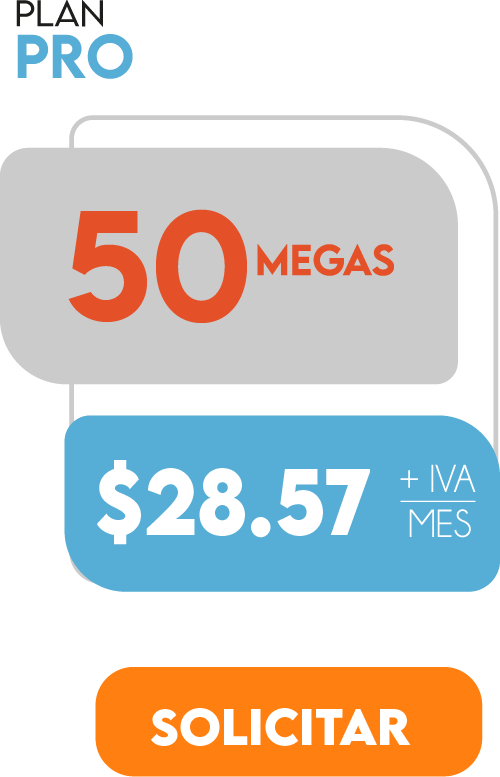 PLAN
PRO
50 MEGAS
$28.57 + IVA
MES
SOLICITAR